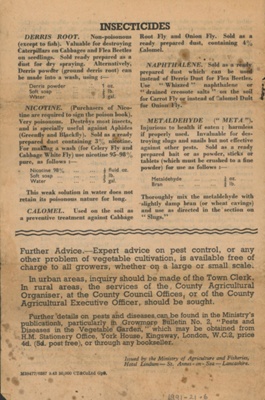 INSECTICIDES
DERRIS ROOT. Non-poisonous
(except to fish). Valuable for destroying
Caterpillars on Cabbages and Flea Beetles
on seedlings. Sold ready prepared as a
dust for dry spraying. Alternatively:
Derris powder (ground derris root) can
be made into a wash, using :—
Derris powder
Soft soap
Water
NICOTINE. (Purchasers of Nico-
tine are required to sign the poison book).
Very poisonous. Destroys most insects,
and is specially useful against Aphides
(Greenfly and Blackfly). Sold as a ready
prepared dust containing 3%, nicotine.
For making a wash (for Celery Fly and
Cabbage White Fly) use nicotine 95-98%
pure, as follows :—
Nicotine 98%, fluid oz.
Soft soap lb.
Water gal.
This weak solution in water does not
retain its poisonous nature for long.
CALOMEL. Used on the soil as
a preventive treatment against Cabbage
Root Fly and Onion Fly. Sold as a
ready prepared dust, containing 4%
Calomel.
NAPHTHALENE. Sold as a ready
prepared dust which can be used
instead of Derris Dust for Flea Beetles.
Use "Whizzed" naphthalene or
"drained creosote salts" on the soil
for Carrot Fly or instead of Calomel Dust
for Onion Fly.
METALDEHYDE ("META").
Injurious to health if eaten ; harmless
if properly used. Invaluable for des-
troying slugs and snails but not effective
against other pests. Sold as a ready
prepared bait or as powder, sticks or
tablets (which must be crushed to a fine
powder) for use as follows :—
Metaldehyde oz.
Bran lb.
Thoroughly mix the metaldehyde with
slightly damp bran (or wheat cavings)
and use as directed in the section on
"Slugs."
Further Advice.—Expert advice on pest control, or any
other problem of vegetable cultivation, is available free of
charge to all growers, whether on a large or small scale.
In urban areas, inquiry should be made of the Town Clerk.
In rural areas, the services of the County Agricultural
Organiser, at the County Council Offices, or of the County
Agricultural Executive Officer, should be sought.
Further details on pests and diseases can be found in the Ministry's
publications, particularly in Growmore Bulletin No. 2, "Pests and
Diseases in the Vegetable Garden," which may be obtained from
H.M. Stationery Office, York House, Kingsway, London, W.C.2, price
4d. (5d. post free), or through any bookseller.
Issued by the Ministry of Agriculture and Fisheries,
Hotel Lindum— St. Annes-on-Sea — Lancashire.